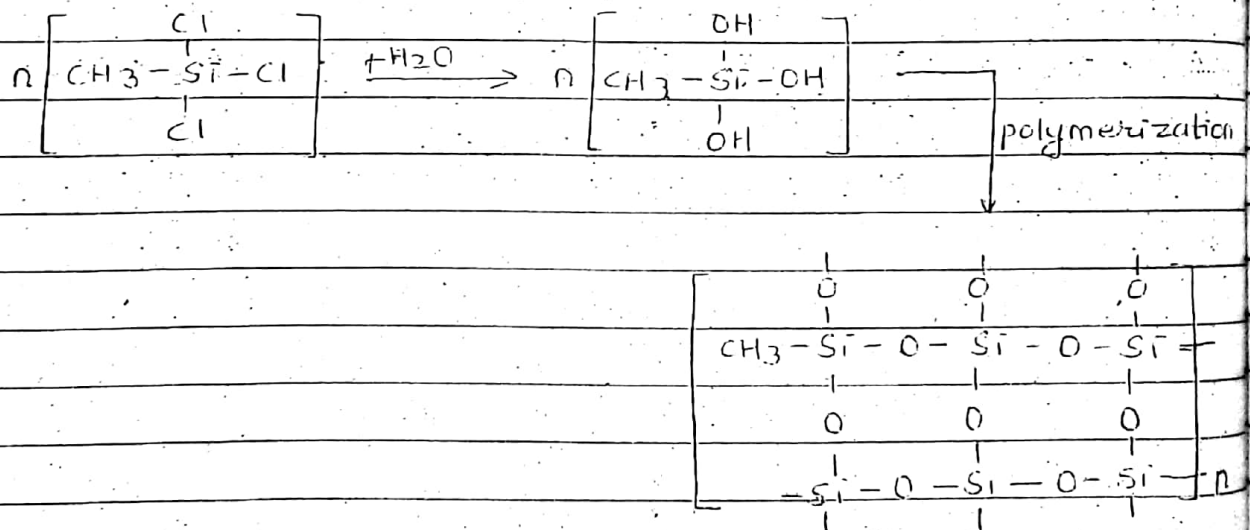 Cl OH
n [CH3 - Si - Cl] +H2O → n [CH3 - Si - OH]
Cl OH
polymerization
O O O
CH3 - Si - O - Si - O - Si -
O O O
- Si - O - Si - O - Si - n